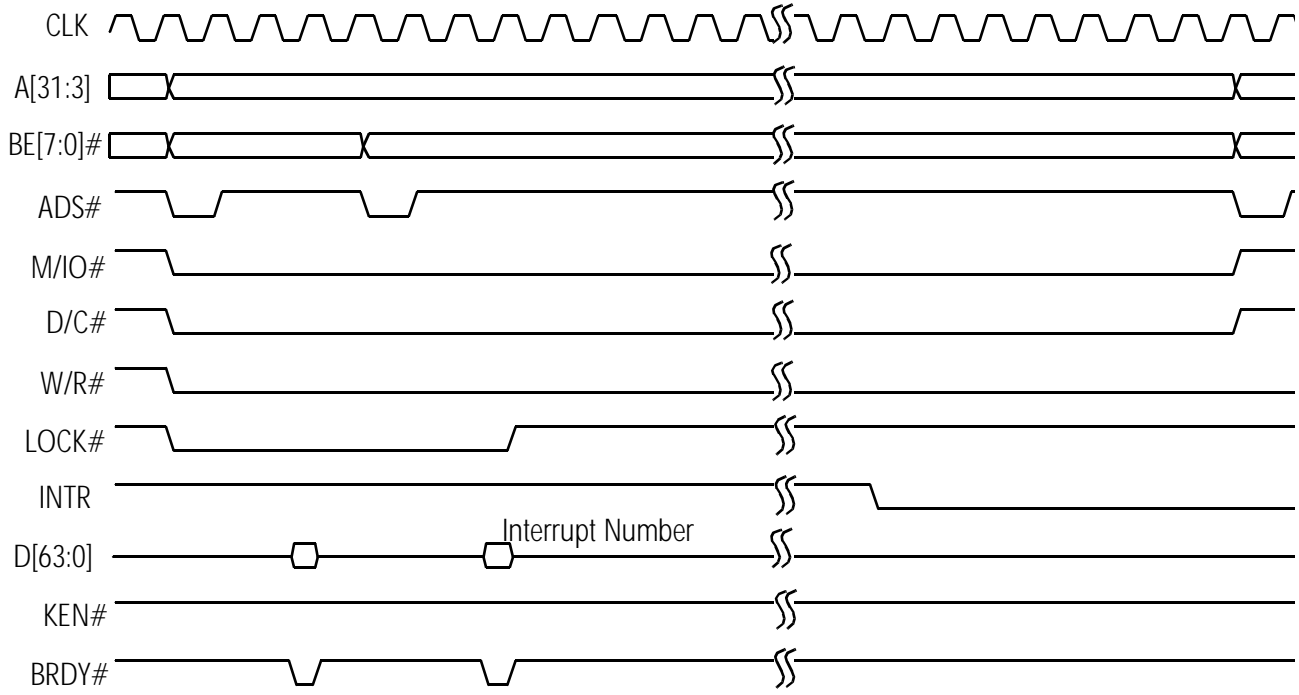 CLK
A[31:3]
BE[7:0]#
ADS#
M/IO#
D/C#
W/R#
LOCK#
INTR
Interrupt Number
D[63:0]
KEN#
BRDY#